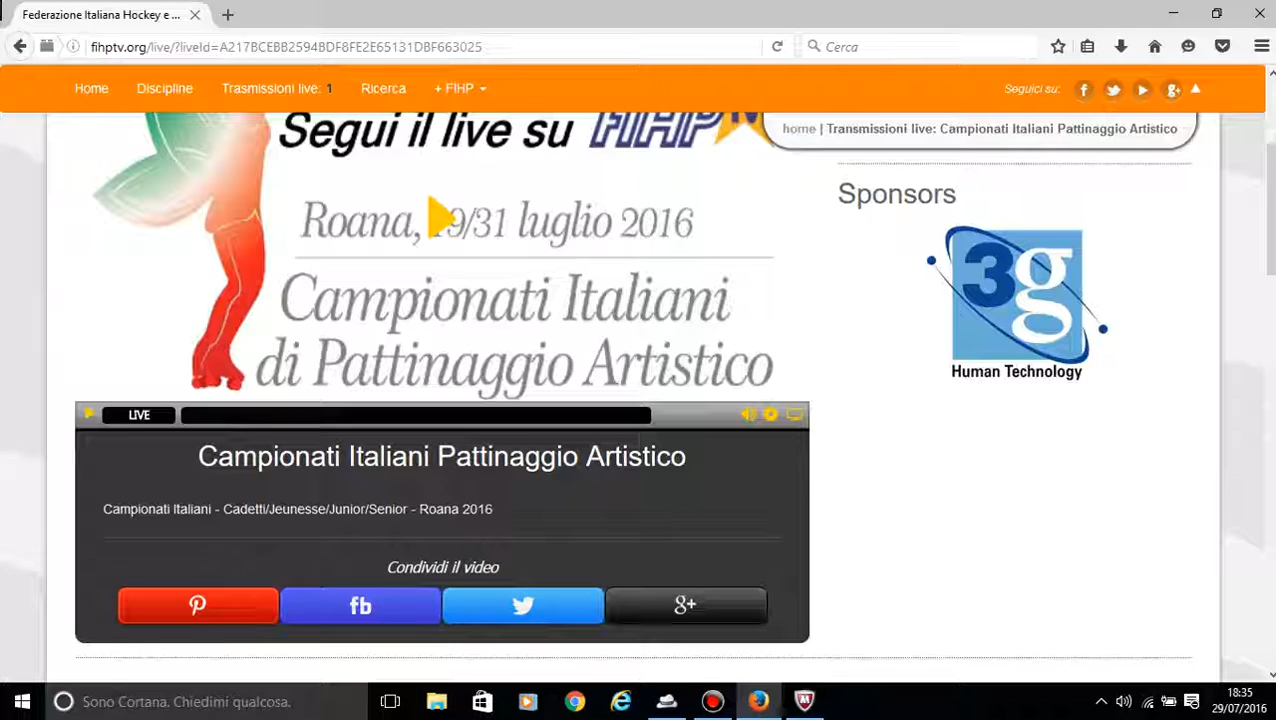 Federazione Italiana Hockey e ...
fihptv.org/live/?liveId=A217BCEBB2594BDF8FE2E65131DBF663025
Cerca
Home Discipline Trasmissioni live: 1 Ricerca + FIHP
Seguici su:
home | Transmissioni live: Campionati Italiani Pattinaggio Artistico
Segui il live su FIHP
Roana, 19/31 luglio 2016
Campionati Italiani
di Pattinaggio Artistico
Sponsors
3g
Human Technology
LIVE
Campionati Italiani Pattinaggio Artistico
Campionati Italiani - Cadetti/Jeunesse/Junior/Senior - Roana 2016
Condividi il video
fb
g+
Sono Cortana. Chiedimi qualcosa.
18:35
29/07/2016